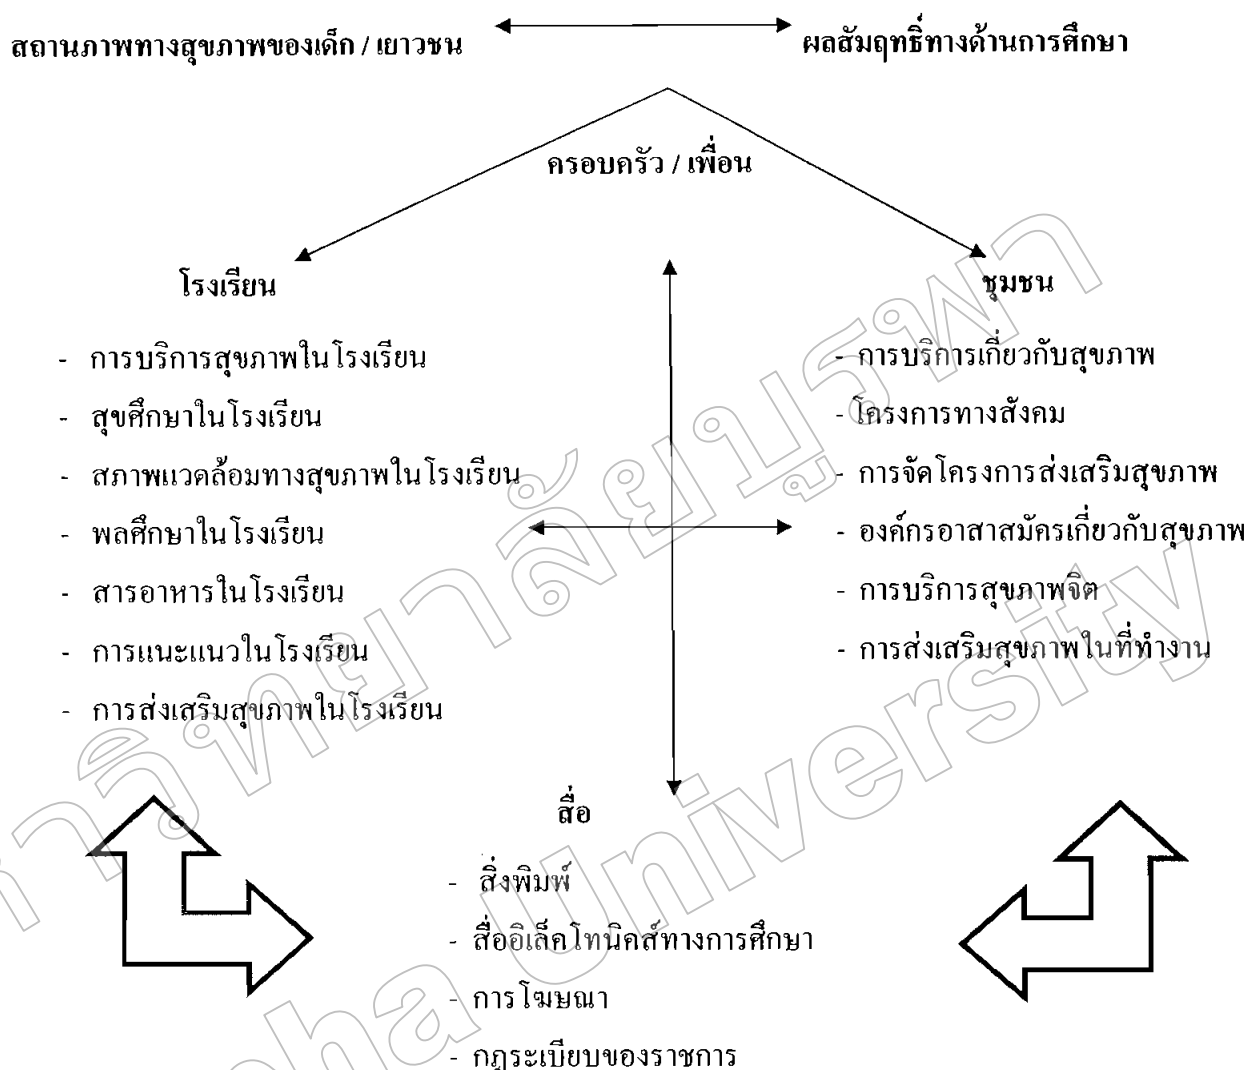 สถานภาพทางสุขภาพของเด็ก / เยาวชน
ผลสัมฤทธิ์ทางด้านการศึกษา
ครอบครัว / เพื่อน
โรงเรียน
- การบริการสุขภาพในโรงเรียน
- สุขศึกษาในโรงเรียน
- สภาพแวดล้อมทางสุขภาพในโรงเรียน
- พลศึกษาในโรงเรียน
- สารอาหารในโรงเรียน
- การแนะแนวในโรงเรียน
- การส่งเสริมสุขภาพในโรงเรียน
ชุมชน
- การบริการเกี่ยวกับสุขภาพ
- โครงการทางสังคม
- การจัดโครงการส่งเสริมสุขภาพ
- องค์กรอาสาสมัครเกี่ยวกับสุขภาพ
- การบริการสุขภาพจิต
- การส่งเสริมสุขภาพในที่ทำงาน
สื่อ
- สิ่งพิมพ์
- สื่ออิเล็คโทนิคส์ทางการศึกษา
- การโฆษณา
- กฎระเบียบของราชการ
าวิทยาลัยบูรพา
pha University